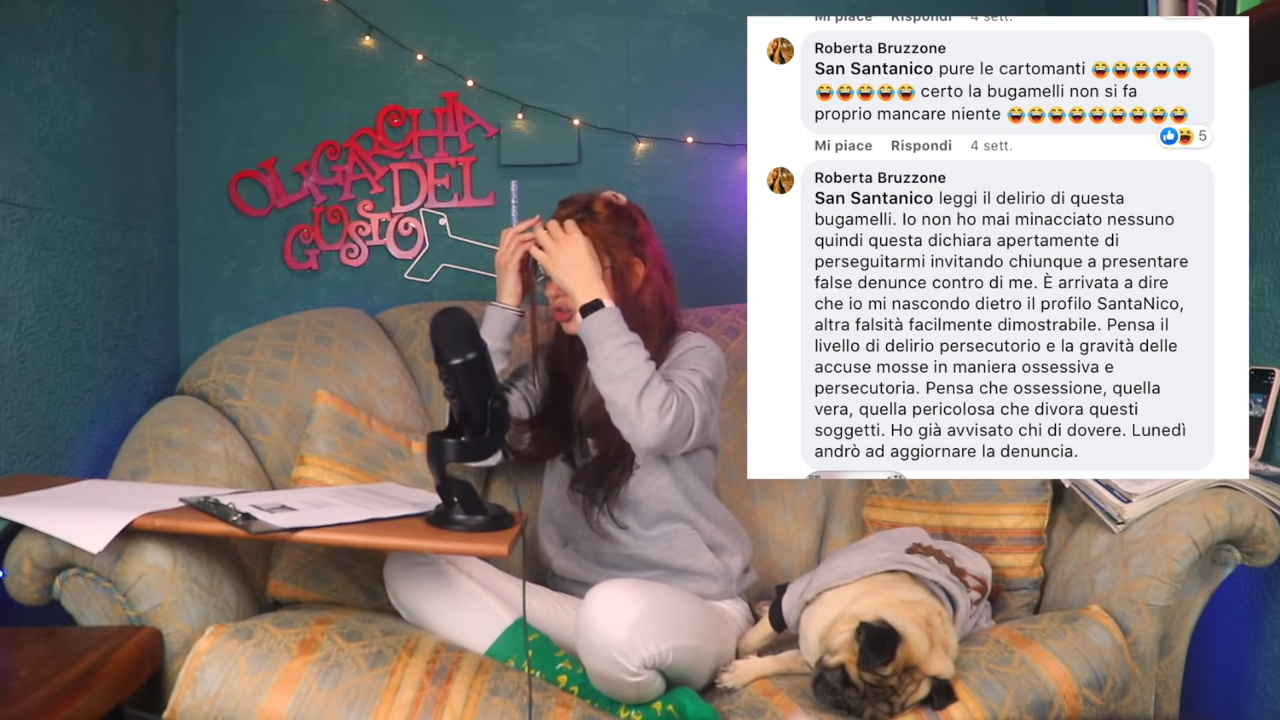 OLIGARCHIA
DEL
GUSTO
Mi piace Rispondi 4 sett.
Roberta Bruzzone
San Santanico pure le cartomanti 😂😂😂😂😂
😂😂😂😂😂 certo la bugamelli non si fa
proprio mancare niente 😂😂😂😂😂😂😂😂😂
5
Mi piace Rispondi 4 sett.
Roberta Bruzzone
San Santanico leggi il delirio di questa
bugamelli. Io non ho mai minacciato nessuno
quindi questa dichiara apertamente di
perseguitarmi invitando chiunque a presentare
false denunce contro di me. È arrivata a dire
che io mi nascondo dietro il profilo SantaNico,
altra falsità facilmente dimostrabile. Pensa il
livello di delirio persecutorio e la gravità delle
accuse mosse in maniera ossessiva e
persecutoria. Pensa che ossessione, quella
vera, quella pericolosa che divora questi
soggetti. Ho già avvisato chi di dovere. Lunedì
andrò ad aggiornare la denuncia.